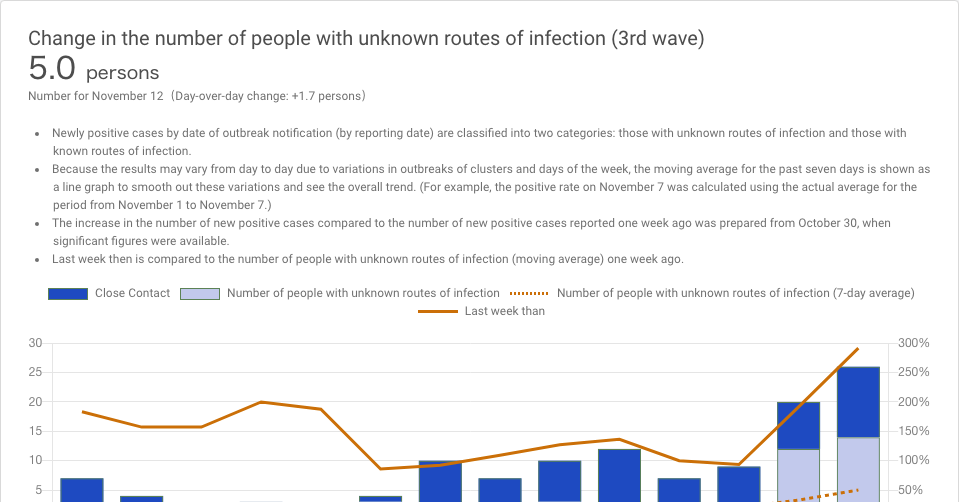 Change in the number of people with unknown routes of infection (3rd wave)
5.0 persons
Number for November 12（Day-over-day change: +1.7 persons）
• Newly positive cases by date of outbreak notification (by reporting date) are classified into two categories: those with unknown routes of infection and those with
known routes of infection.
• Because the results may vary from day to day due to variations in outbreaks of clusters and days of the week, the moving average for the past seven days is shown as
a line graph to smooth out these variations and see the overall trend. (For example, the positive rate on November 7 was calculated using the actual average for the
period from November 1 to November 7.)
• The increase in the number of new positive cases compared to the number of new positive cases reported one week ago was prepared from October 30, when
significant figures were available.
• Last week then is compared to the number of people with unknown routes of infection (moving average) one week ago.
Close Contact Number of people with unknown routes of infection Number of people with unknown routes of infection (7-day average)
Last week than
30 300%
25 250%
20 200%
15 150%
10 100%
5 50%